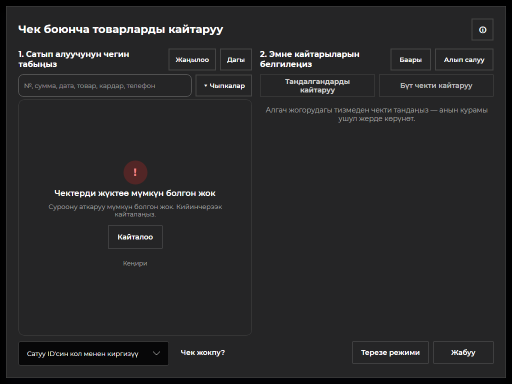 Чек боюнча товарларды кайтаруу
1. Сатып алуучунун чегин
табыңыз
Жаңылоо
Дагы
№, сумма, дата, товар, кардар, телефон
Чыпкалар
Чектерди жүктөө мүмкүн болгон жок
Суроону аткаруу мүмкүн болгон жок. Кийинчерээк
кайталаңыз.
Кайталоо
Кеңири
2. Эмне кайтарыларын
белгилеңиз
Баары
Алып салуу
Тандалгандарды
кайтаруу
Бүт чекти кайтаруу
Алгач жогорудагы тизмеден чекти тандаңыз — анын курамы
ушул жерде көрүнөт.
Сатуу ID'син кол менен киргизүү
Чек жокпу?
Терезе режими
Жабуу